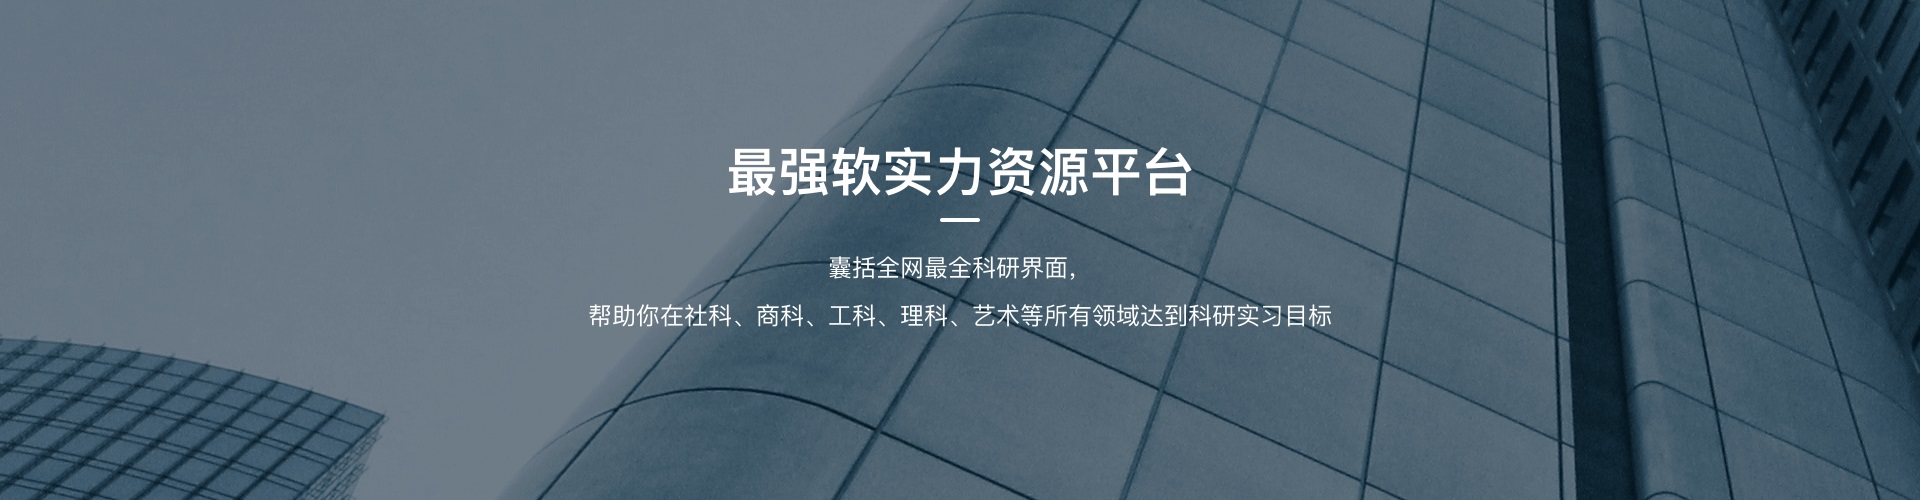 最强软实力资源平台
囊括全网最全科研界面，
帮助你在社科、商科、工科、理科、艺术等所有领域达到科研实习目标